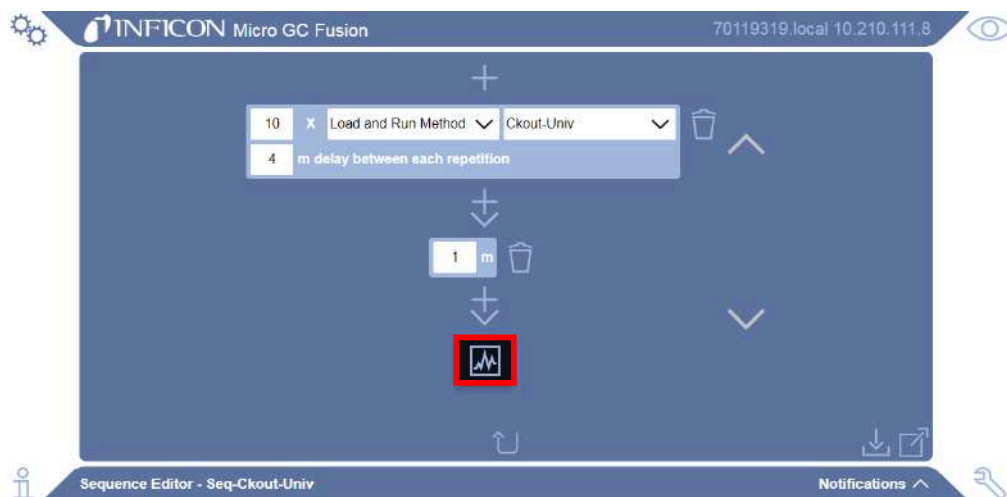 INFICON Micro GC Fusion
70119319.local 10.210.111.8
10 X Load and Run Method Ckout-Univ
4 m delay between each repetition
1 m
Sequence Editor - Seq-Ckout-Univ
Notifications